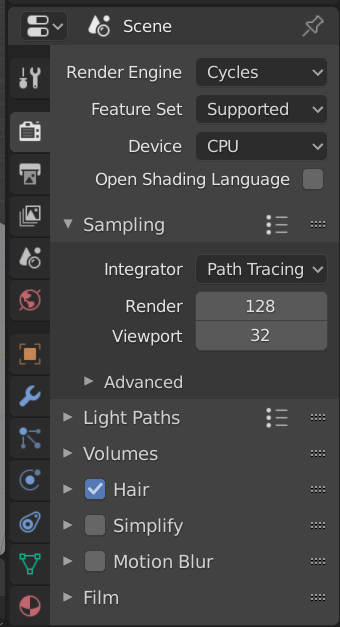 Scene
Render Engine Cycles
Feature Set Supported
Device CPU
Open Shading Language
Sampling
Integrator Path Tracing
Render 128
Viewport 32
Advanced
Light Paths
Volumes
Hair
Simplify
Motion Blur
Film